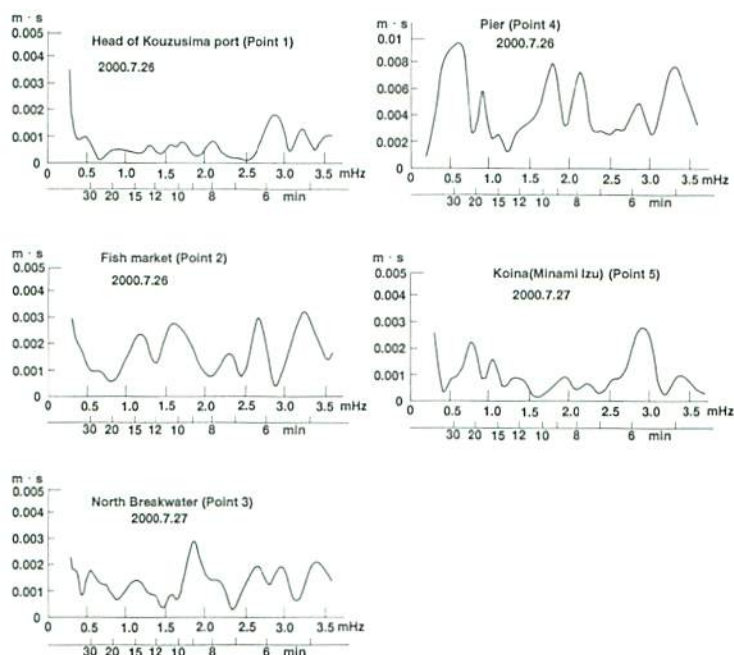 m · s
0.005
0.004
0.003
0.002
0.001
0
Head of Kouzusima port (Point 1)
2000.7.26
0 0.5 1.0 1.5 2.0 2.5 3.0 3.5 mHz
30 20 15 12 10 8 6 min
m · s
0.01
0.008
0.006
0.004
0.002
0
Pier (Point 4)
2000.7.26
0 0.5 1.0 1.5 2.0 2.5 3.0 3.5 mHz
30 20 15 12 10 8 6 min
m · s
0.005
0.004
0.003
0.002
0.001
0
Fish market (Point 2)
2000.7.26
0 0.5 1.0 1.5 2.0 2.5 3.0 3.5 mHz
30 20 15 12 10 8 6 min
m · s
0.005
0.004
0.003
0.002
0.001
0
Koina(Minami Izu) (Point 5)
2000.7.27
0 0.5 1.0 1.5 2.0 2.5 3.0 3.5 mHz
30 20 15 12 10 8 6 min
m · s
0.005
0.004
0.003
0.002
0.001
0
North Breakwater (Point 3)
2000.7.27
0 0.5 1.0 1.5 2.0 2.5 3.0 3.5 mHz
30 20 15 12 10 8 6 min